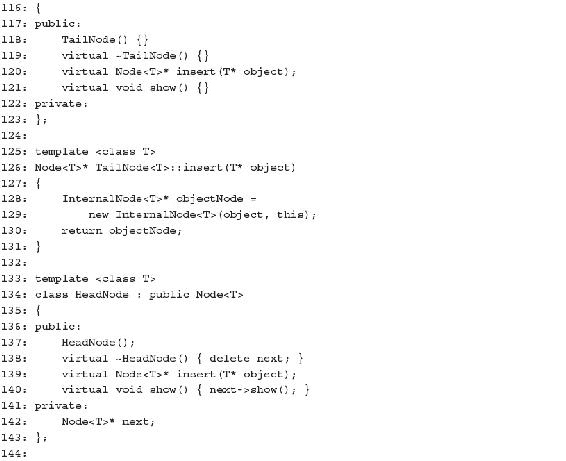 116: {
117: public:
118:     TailNode() {}
119:     virtual ~TailNode() {}
120:     virtual Node<T>* insert(T* object);
121:     virtual void show() {}
122: private:
123: };
124:
125: template <class T>
126: Node<T>* TailNode<T>::insert(T* object)
127: {
128:     InternalNode<T>* objectNode =
129:         new InternalNode<T>(object, this);
130:     return objectNode;
131: }
132:
133: template <class T>
134: class HeadNode : public Node<T>
135: {
136: public:
137:     HeadNode();
138:     virtual ~HeadNode() { delete next; }
139:     virtual Node<T>* insert(T* object);
140:     virtual void show() { next->show(); }
141: private:
142:     Node<T>* next;
143: };
144: